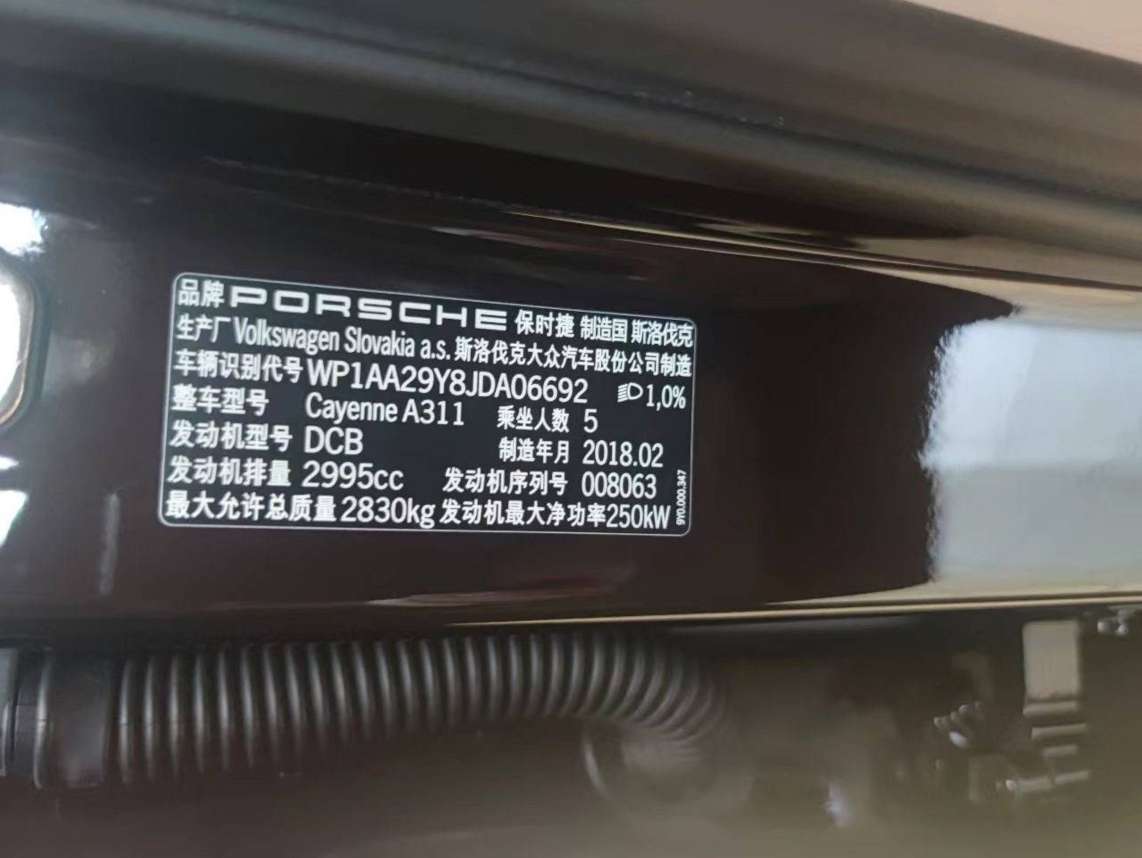 品牌 PORSCHE 保时捷 制造国 斯洛伐克
生产厂 Volkswagen Slovakia a.s. 斯洛伐克大众汽车股份公司制造
车辆识别代号 WP1AA29Y8JDA06692 1,0%
整车型号 Cayenne A311 乘坐人数 5
发动机型号 DCB 制造年月 2018.02
发动机排量 2995cc 发动机序列号 008063
最大允许总质量 2830kg 发动机最大净功率 250kW
9Y0.000.347